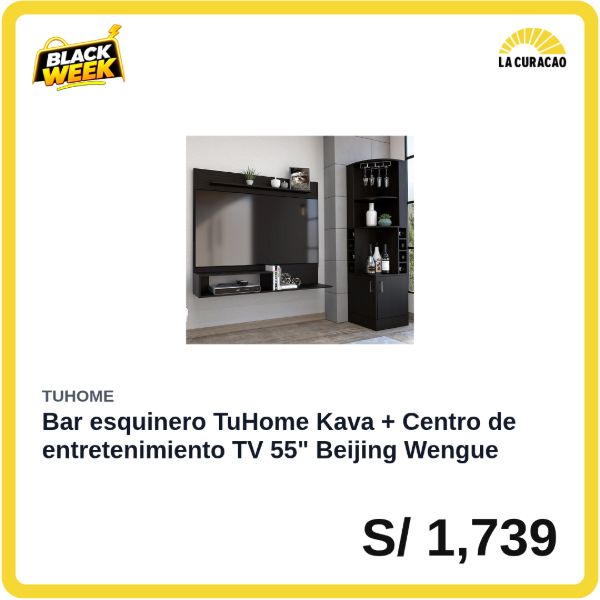 BLACK
WEEK
LA CURACAO
TUHOME
Bar esquinero TuHome Kava + Centro de
entretenimiento TV 55" Beijing Wengue
S/ 1,739